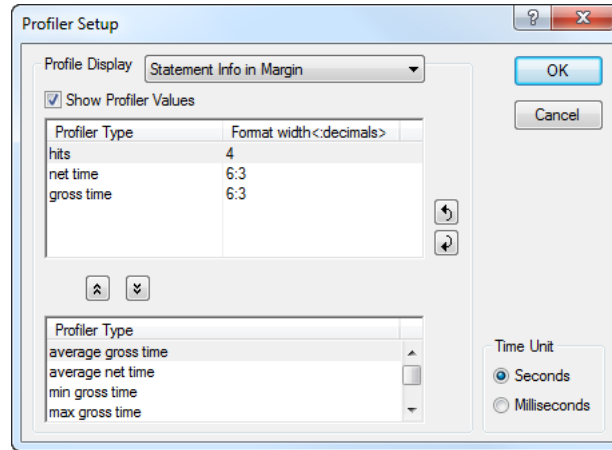 Profiler Setup
Profile Display
Statement Info in Margin
OK
Show Profiler Values
Cancel
Profiler Type Format width<:decimals>
hits 4
net time 6:3
gross time 6:3
Profiler Type
average gross time
average net time
min gross time
max gross time
Time Unit
Seconds
Milliseconds